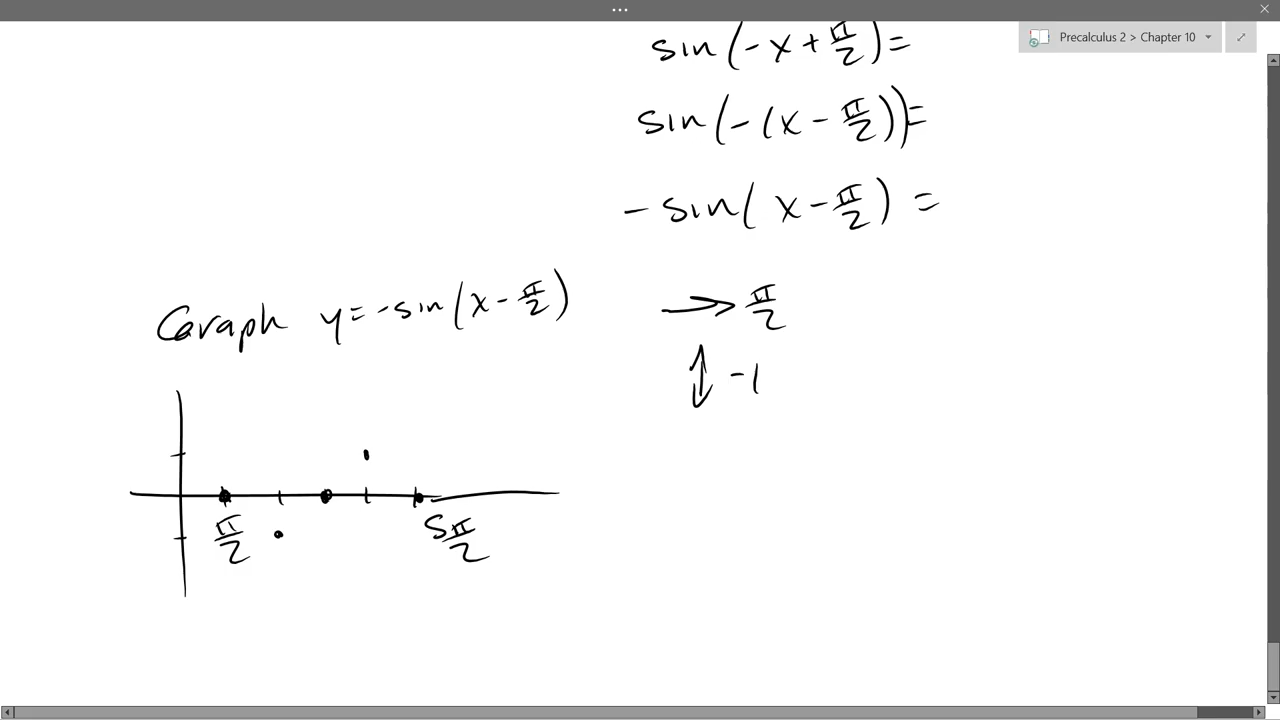 Precalculus 2 > Chapter 10
sin(-x+π/2)=
sin(-(x-π/2))=
-sin(x-π/2)=
Graph y=-sin(x-π/2)
→ π/2
↕ -1
π/2
5π/2